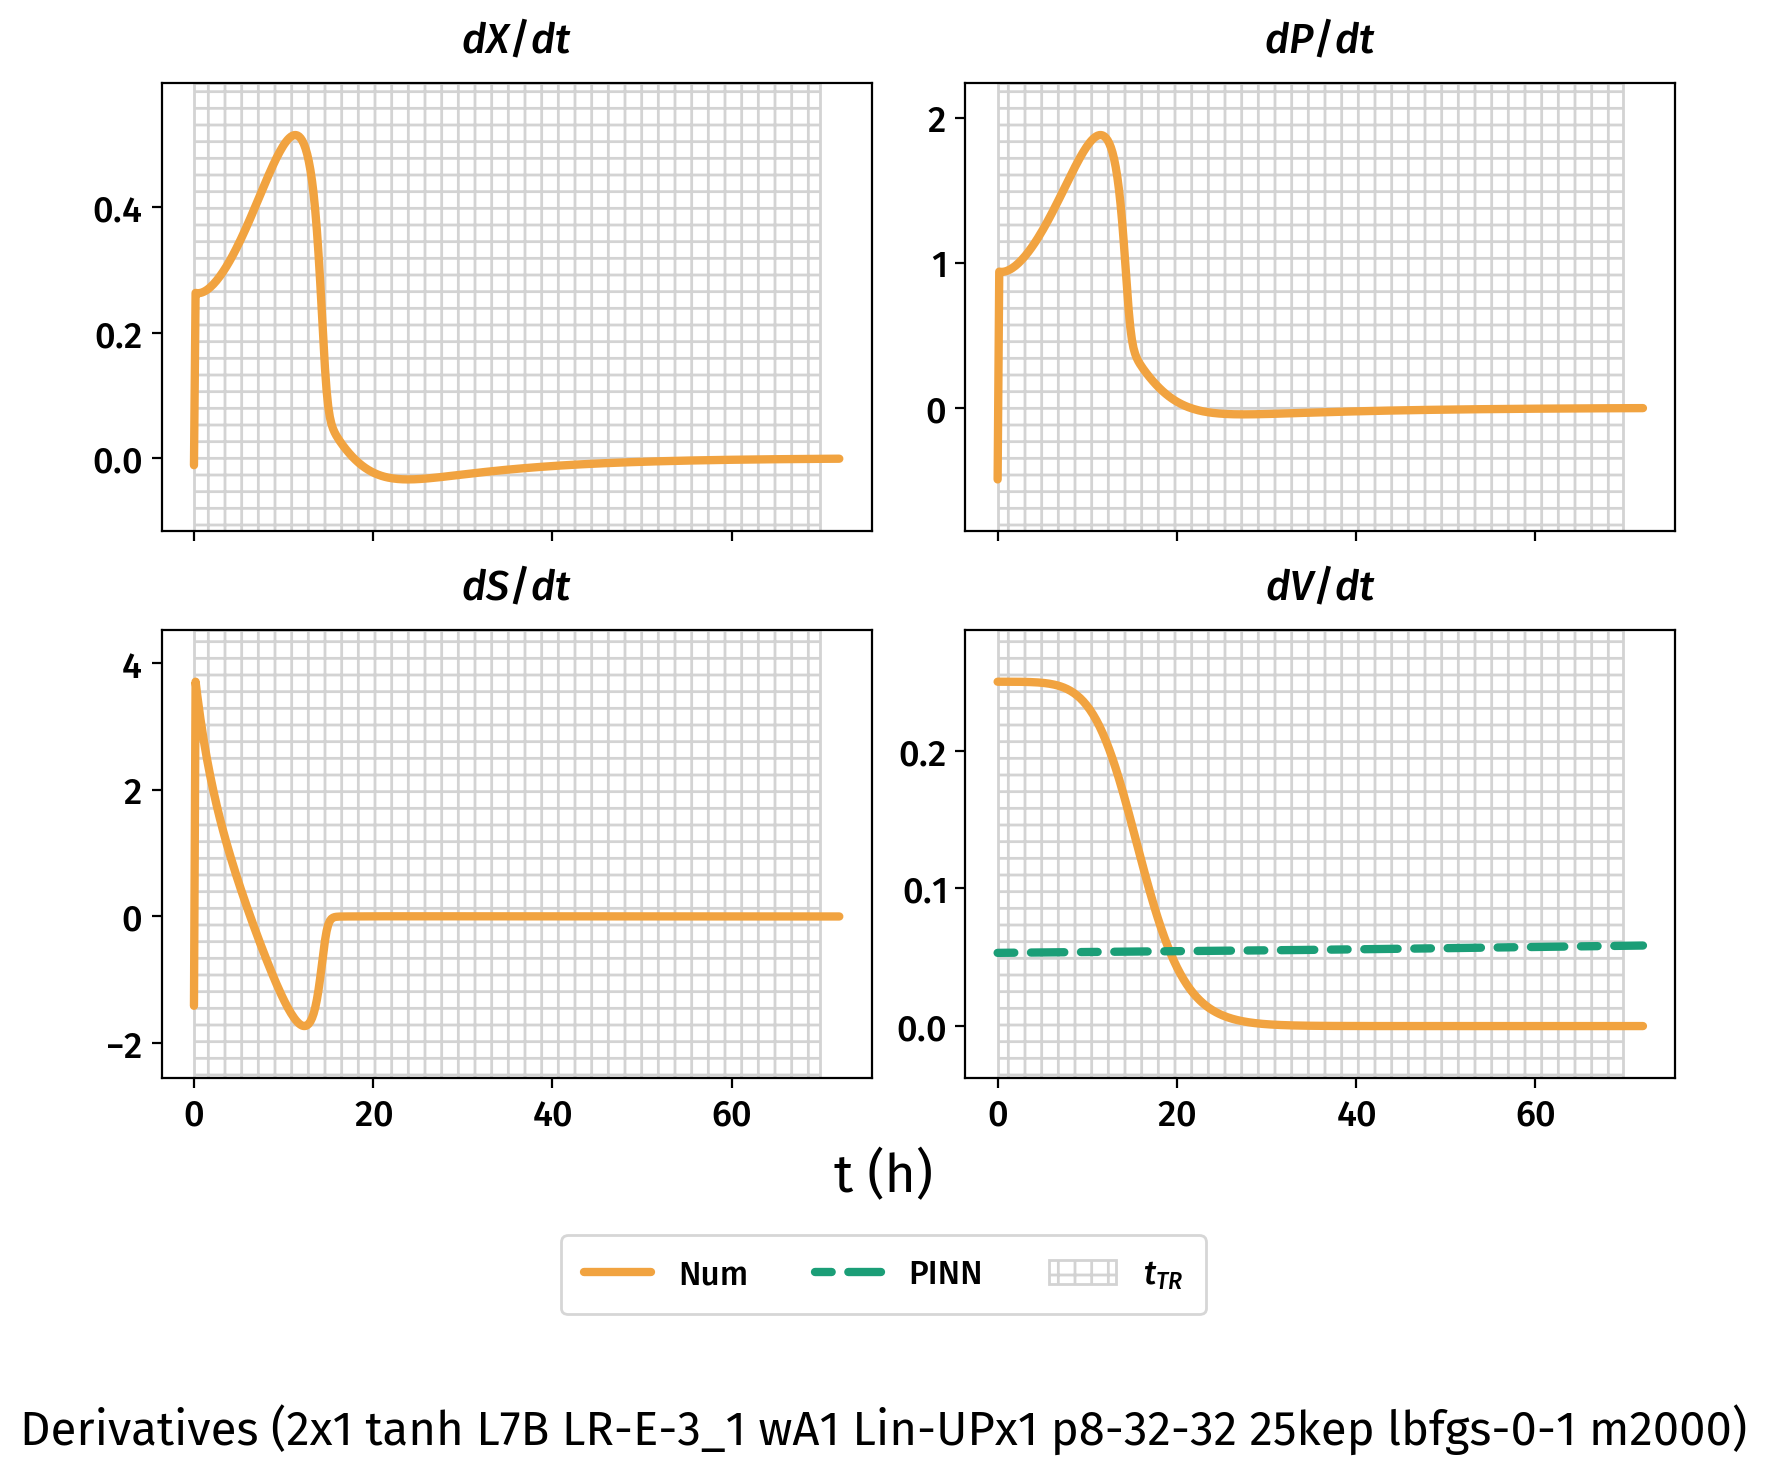 dX/dt
dP/dt
0.4
0.2
0.0
2
1
0
dS/dt
dV/dt
4
2
0
−2
0.2
0.1
0.0
0 20 40 60
0 20 40 60
t (h)
Num PINN tTR
Derivatives (2x1 tanh L7B LR-E-3_1 wA1 Lin-UPx1 p8-32-32 25kep lbfgs-0-1 m2000)